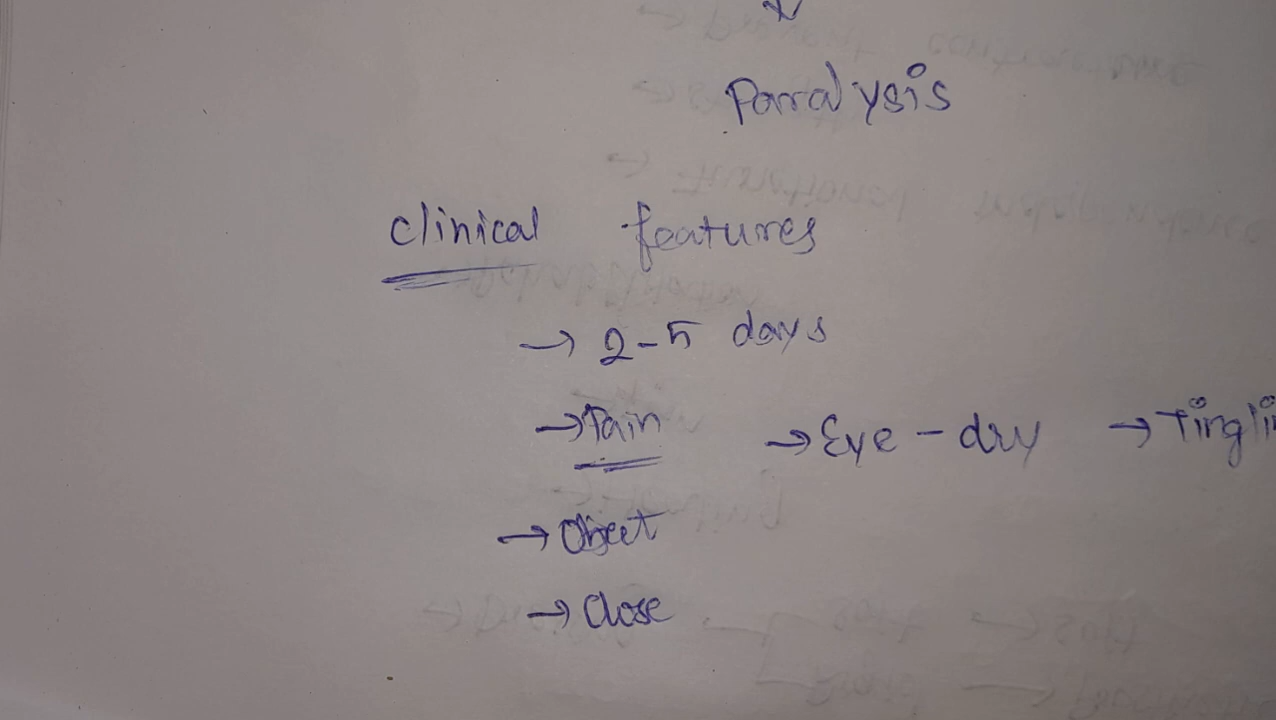 Paralysis
Clinical features
→ 2-5 days
→ Pain → Eye - dry → Tingli
→ Object
→ Close